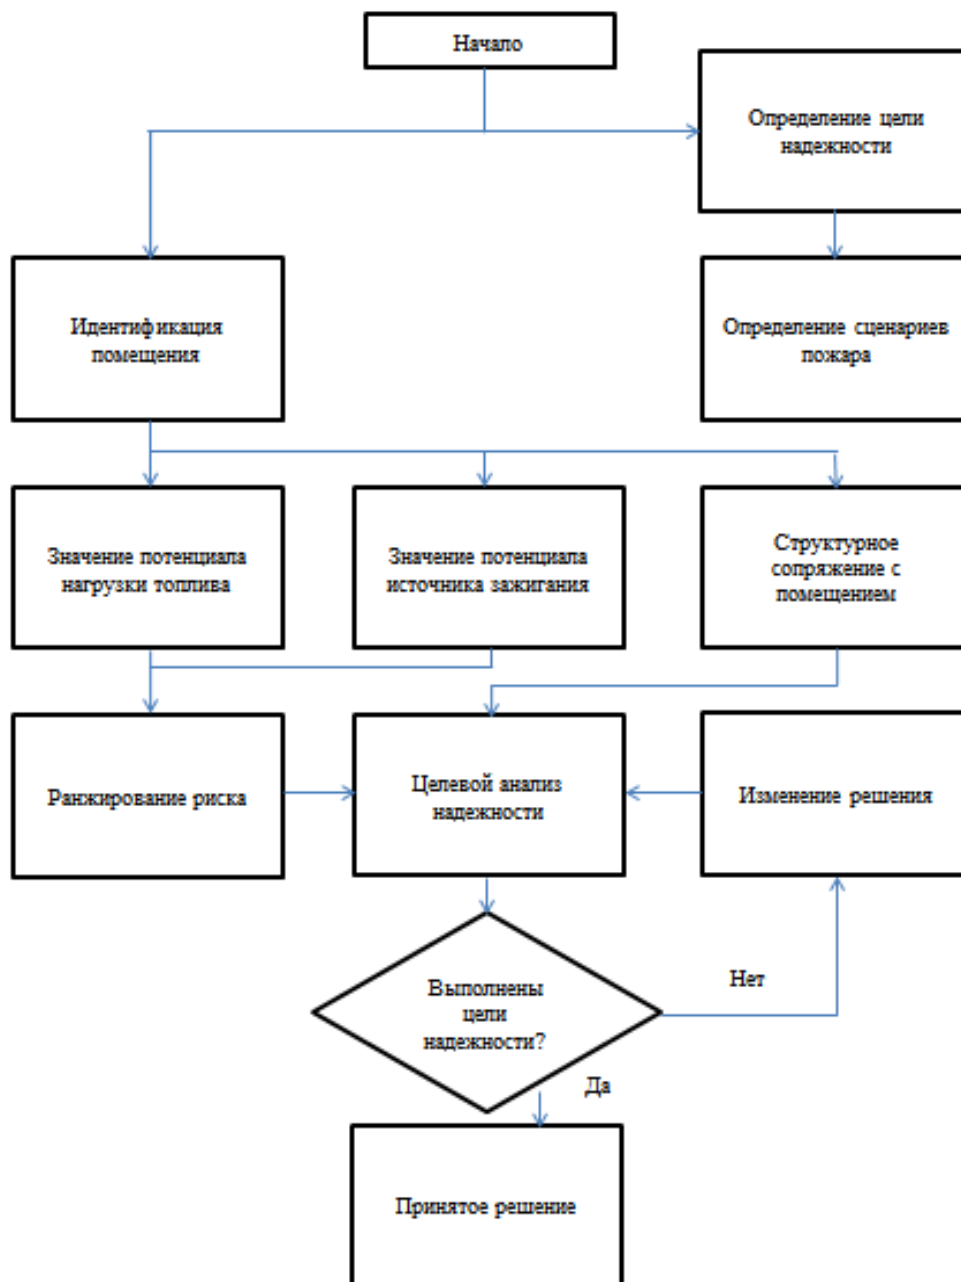 Начало
Определение цели
надежности
Идентификация
помещения
Определение сценариев
пожара
Значение потенциала
нагрузки топлива
Значение потенциала
источника зажигания
Структурное
сопряжение с
помещением
Ранжирование риска
Целевой анализ
надежности
Изменение решения
Выполнены
цели
надежности?
Нет
Да
Принятое решение